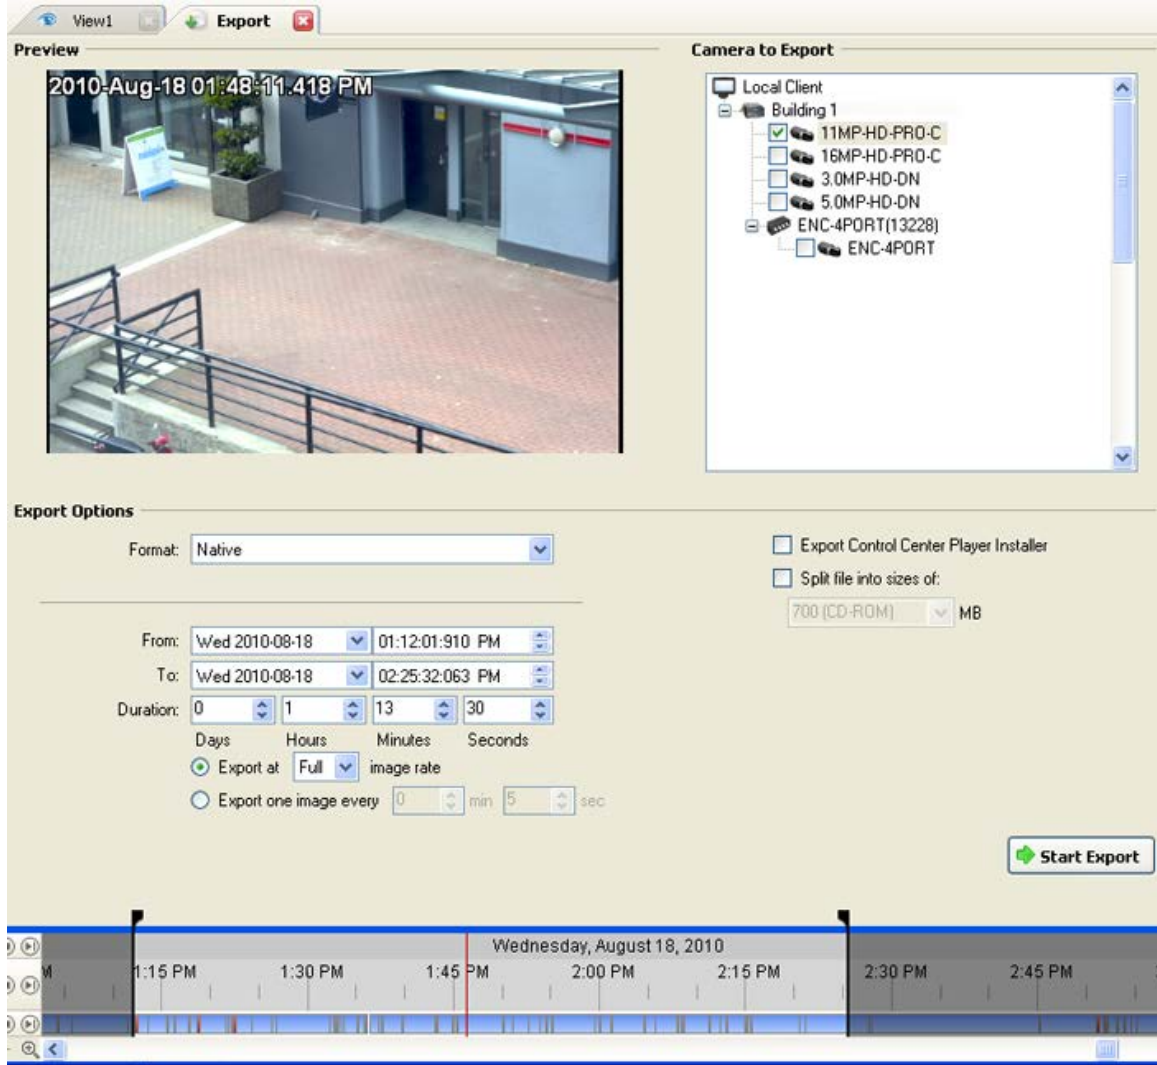 View1 Export
Preview
2010-Aug-18 01:48:11.418 PM
Camera to Export
Local Client
Building 1
11MP-HD-PRO-C
16MP-HD-PRO-C
3.0MP-HD-DN
5.0MP-HD-DN
ENC-4PORT(13228)
ENC-4PORT
Export Options
Format: Native
Export Control Center Player Installer
Split file into sizes of:
700 (CD-ROM) MB
From: Wed 2010-08-18 01:12:01:910 PM
To: Wed 2010-08-18 02:25:32:063 PM
Duration: 0 1 13 30
Days Hours Minutes Seconds
Export at Full image rate
Export one image every 0 min 5 sec
Start Export
Wednesday, August 18, 2010
M 1:15 PM 1:30 PM 1:45 PM 2:00 PM 2:15 PM 2:30 PM 2:45 PM